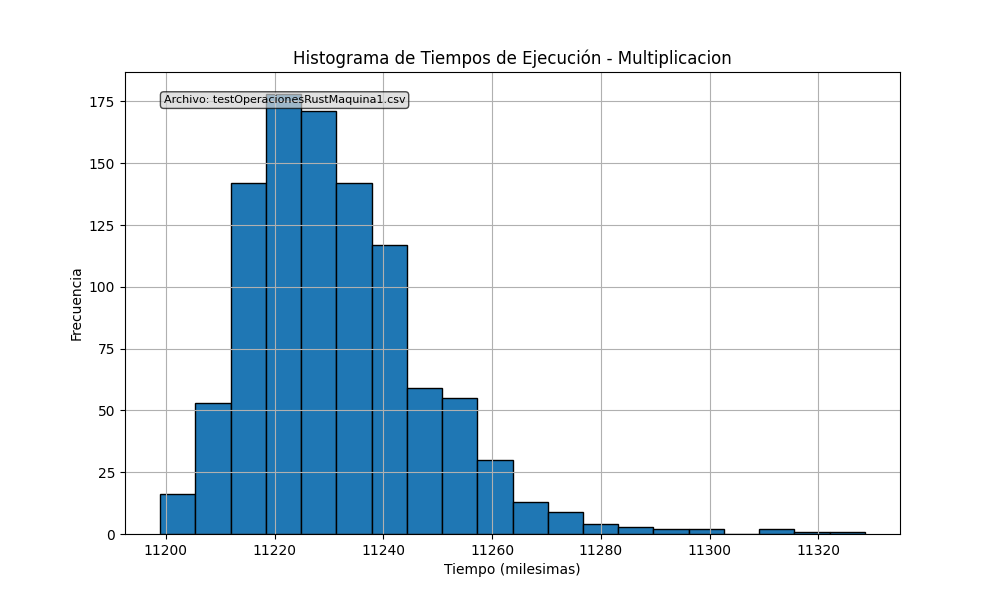 Histograma de Tiempos de Ejecución - Multiplicacion
Archivo: testOperacionesRustMaquina1.csv
175
150
125
100
75
50
25
0
Frecuencia
11200 11220 11240 11260 11280 11300 11320
Tiempo (milesimas)